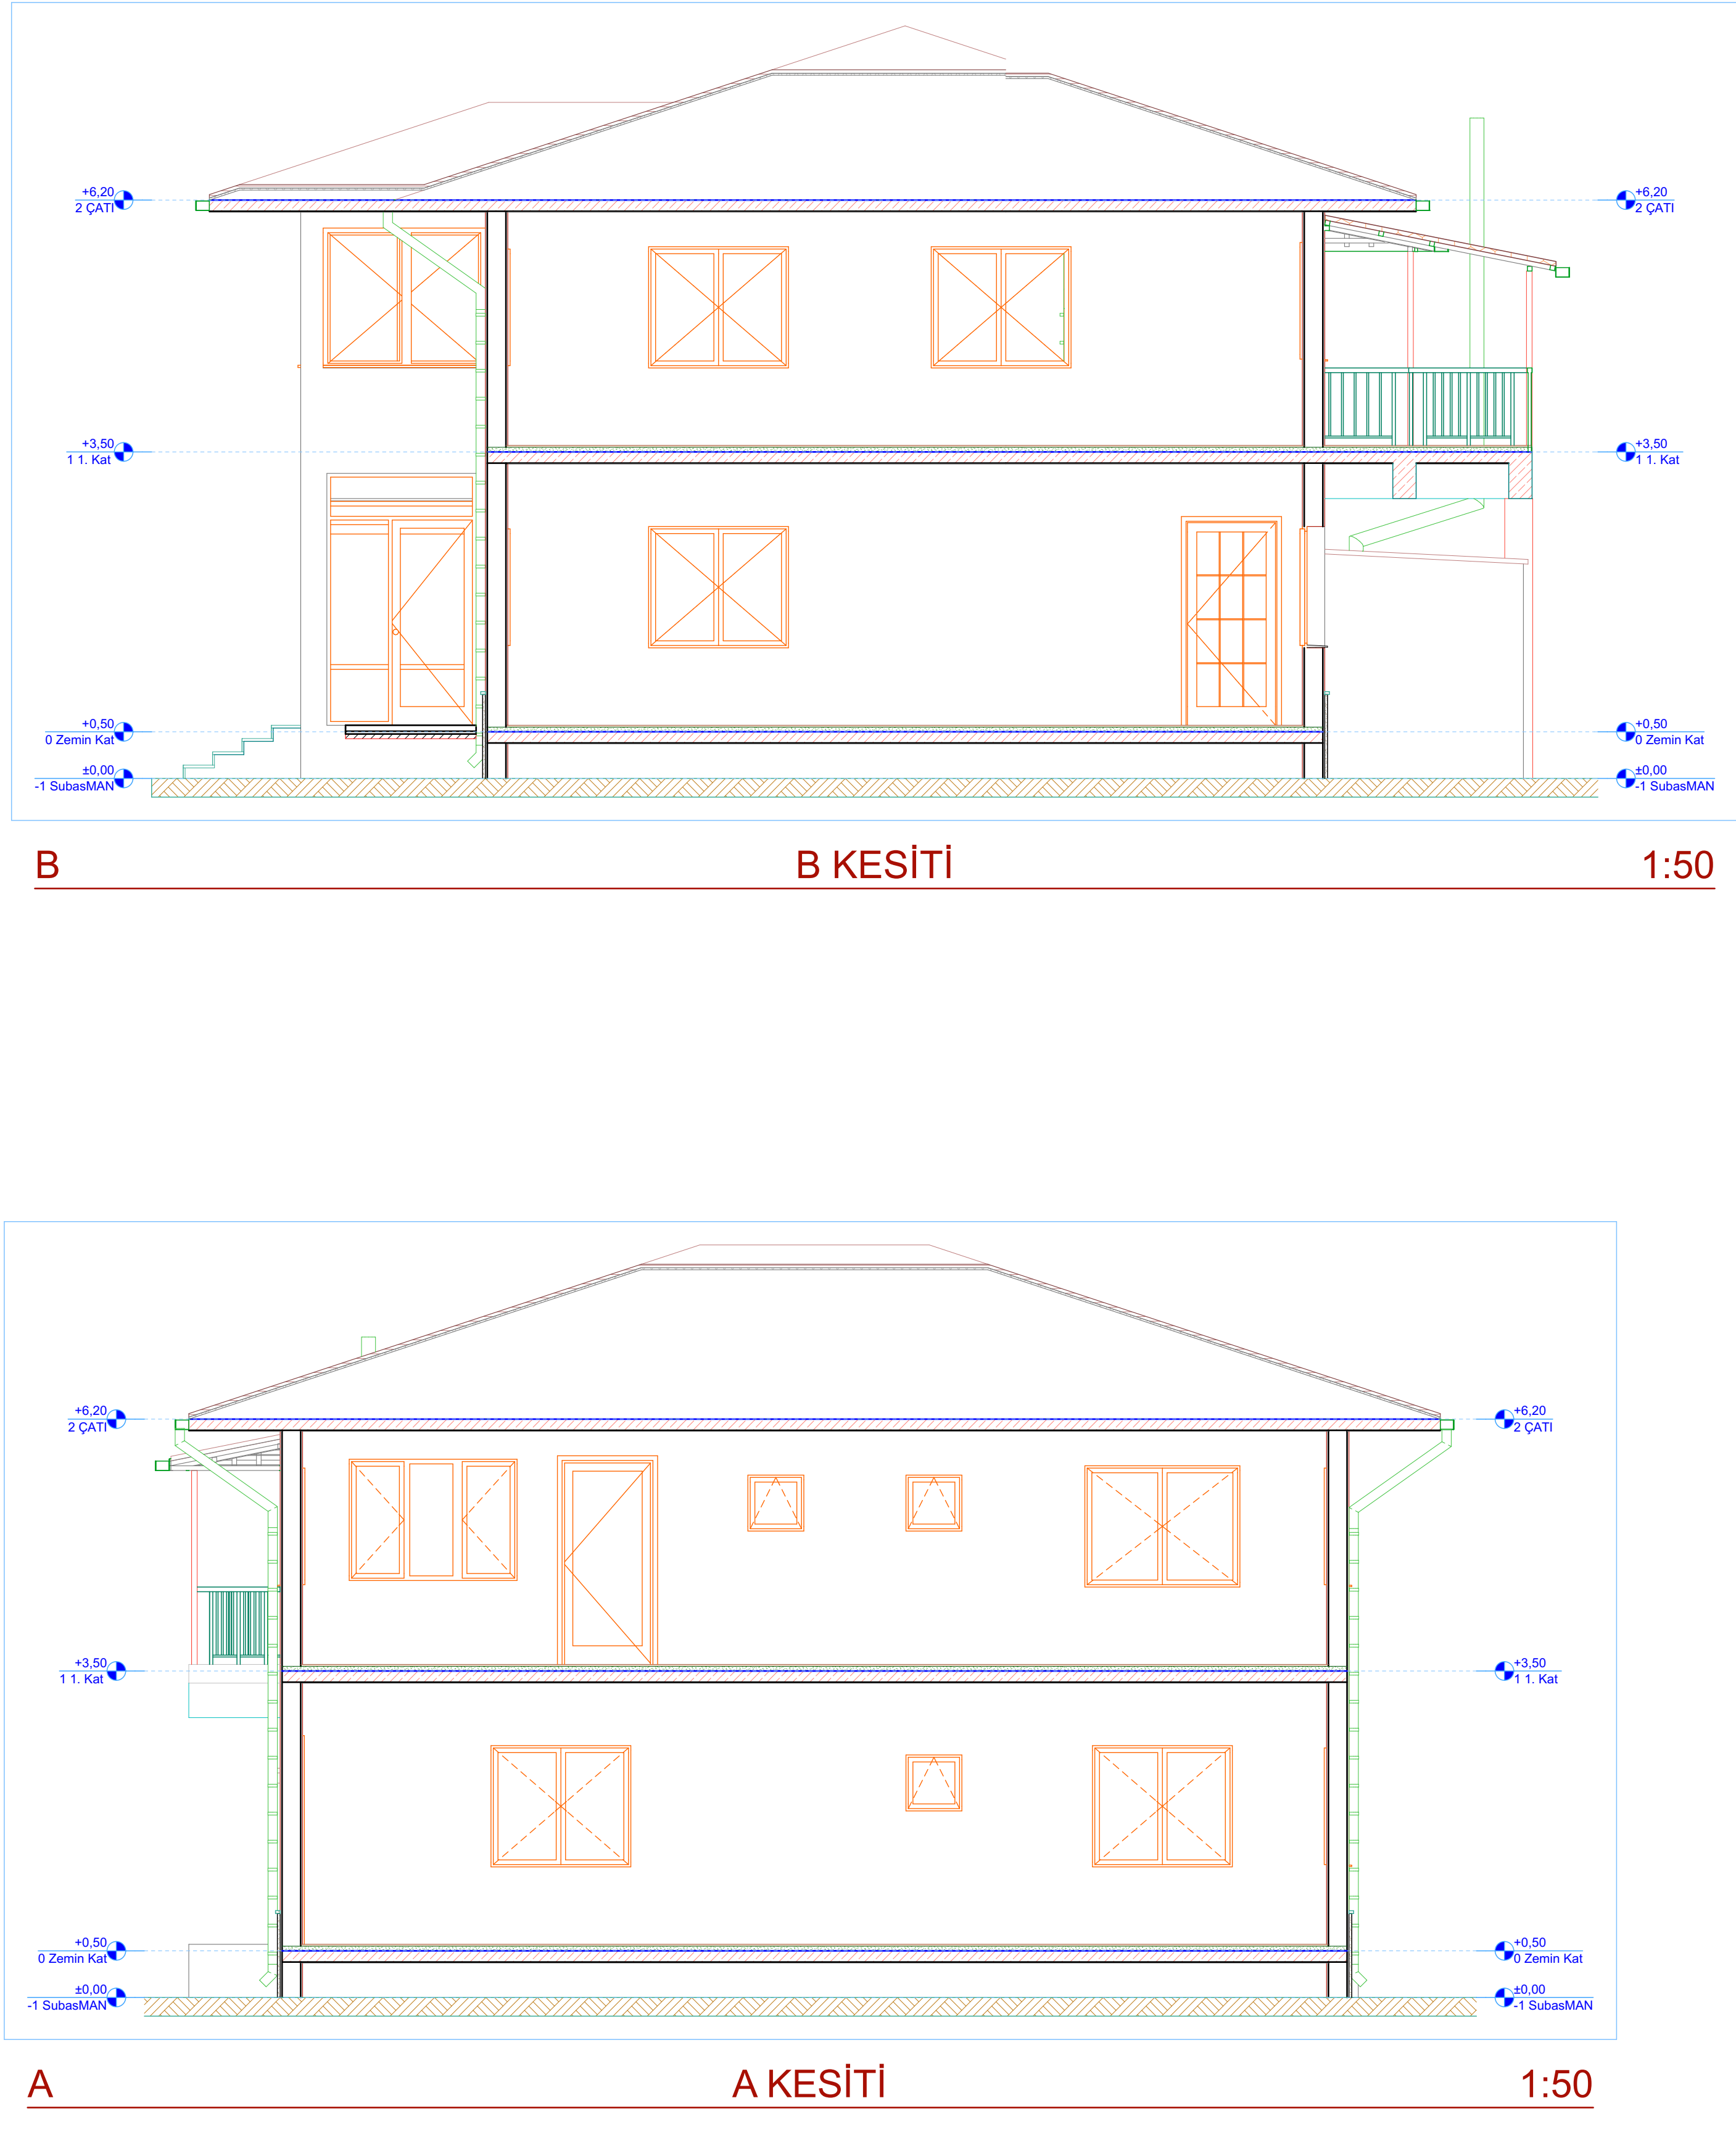 +6,20
2 ÇATI
+6,20
2 ÇATI
+3,50
1 1. Kat
+3,50
1 1. Kat
+0,50
0 Zemin Kat
+0,50
0 Zemin Kat
±0,00
-1 SubasMAN
±0,00
-1 SubasMAN
B
B KESİTİ
1:50
+6,20
2 ÇATI
+6,20
2 ÇATI
+3,50
1 1. Kat
+3,50
1 1. Kat
+0,50
0 Zemin Kat
+0,50
0 Zemin Kat
±0,00
-1 SubasMAN
±0,00
-1 SubasMAN
A
A KESİTİ
1:50